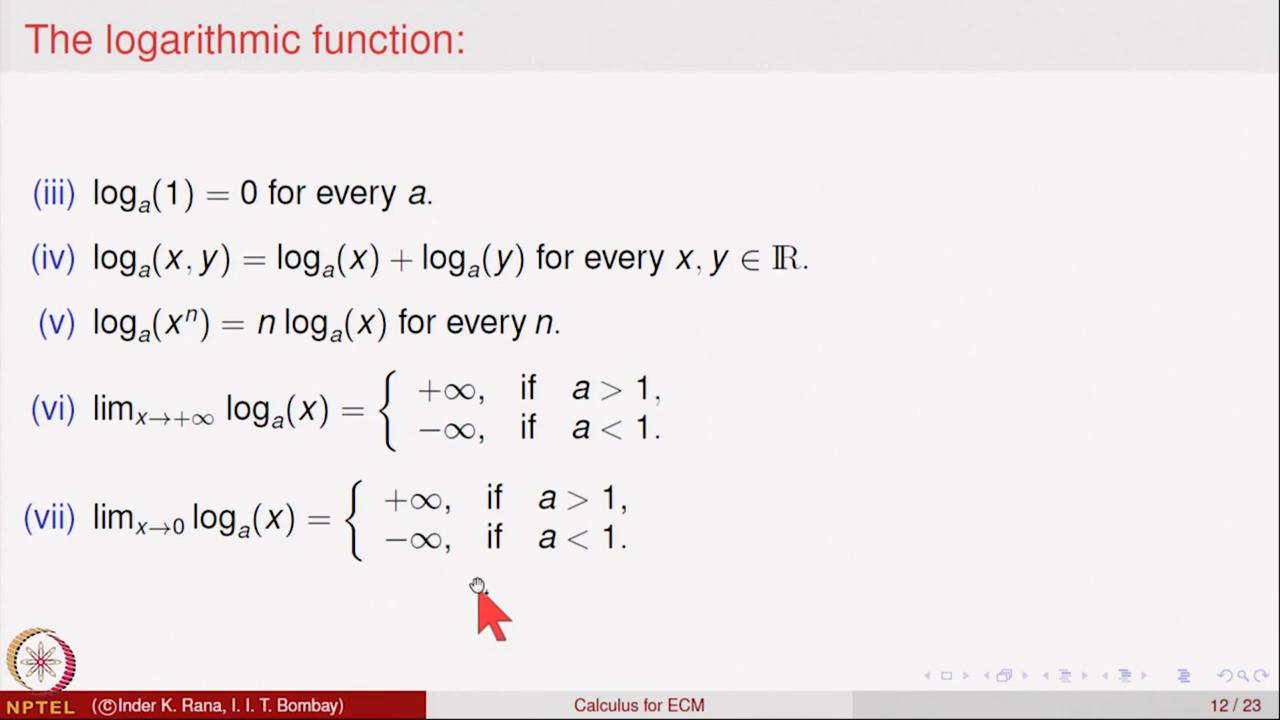 The logarithmic function:
(iii) logₐ(1) = 0 for every a.
(iv) logₐ(x, y) = logₐ(x) + logₐ(y) for every x, y ∈ ℝ.
(v) logₐ(xⁿ) = n logₐ(x) for every n.
(vi) limₓ→+∞ logₐ(x) = { +∞, if a > 1,
−∞, if a < 1.
(vii) limₓ→0 logₐ(x) = { +∞, if a > 1,
−∞, if a < 1.
NPTEL (©Inder K. Rana, I. I. T. Bombay) Calculus for ECM 12 / 23